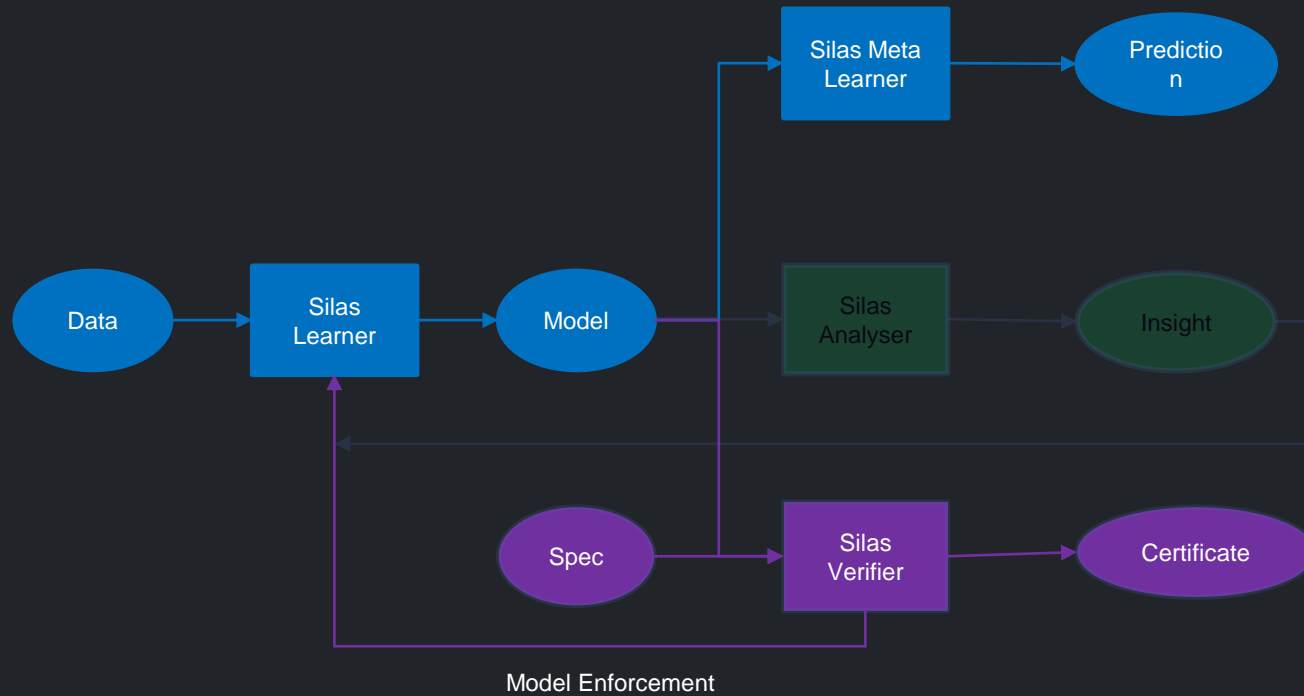 Silas Meta
Learner
Predictio
n
Data
Silas
Learner
Model
Silas
Analyser
Insight
Spec
Silas
Verifier
Certificate
Model Enforcement